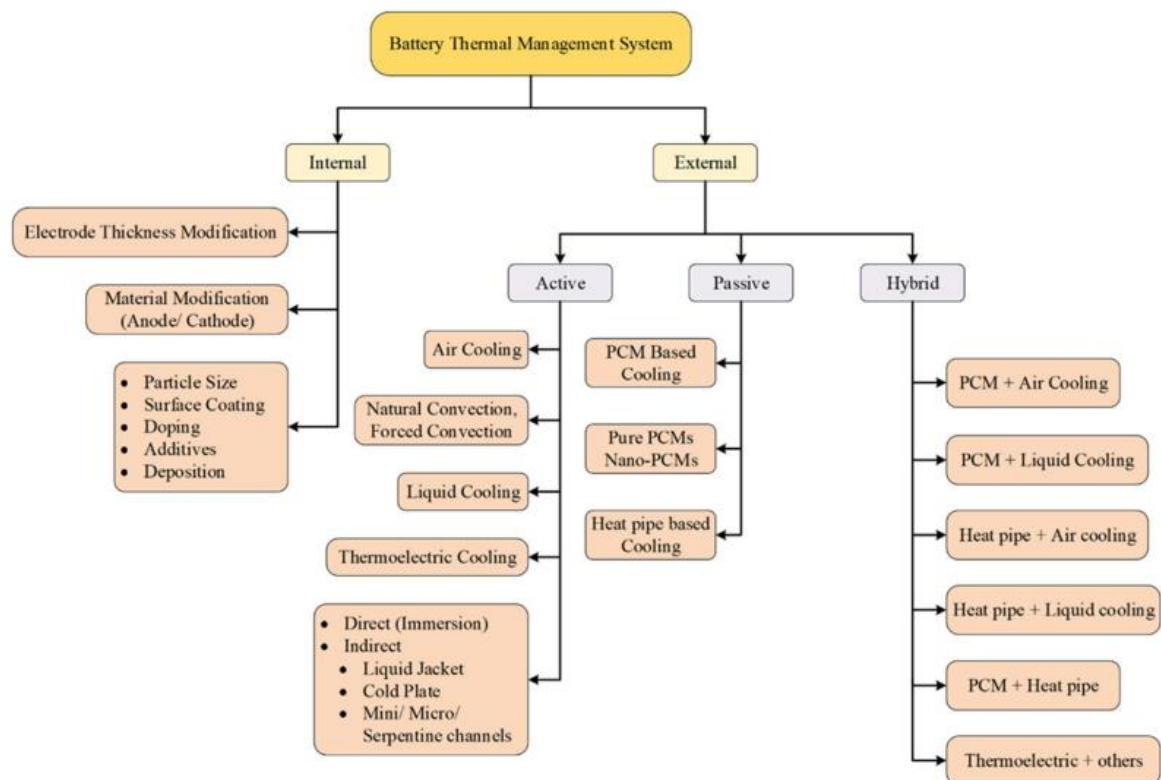 Battery Thermal Management System
Internal
External
Electrode Thickness Modification
Material Modification
(Anode/ Cathode)
• Particle Size
• Surface Coating
• Doping
• Additives
• Deposition
Active
Passive
Hybrid
Air Cooling
Natural Convection,
Forced Convection
Liquid Cooling
Thermoelectric Cooling
• Direct (Immersion)
• Indirect
• Liquid Jacket
• Cold Plate
• Mini/ Micro/
Serpentine channels
PCM Based
Cooling
Pure PCMs
Nano-PCMs
Heat pipe based
Cooling
PCM + Air Cooling
PCM + Liquid Cooling
Heat pipe + Air cooling
Heat pipe + Liquid cooling
PCM + Heat pipe
Thermoelectric + others